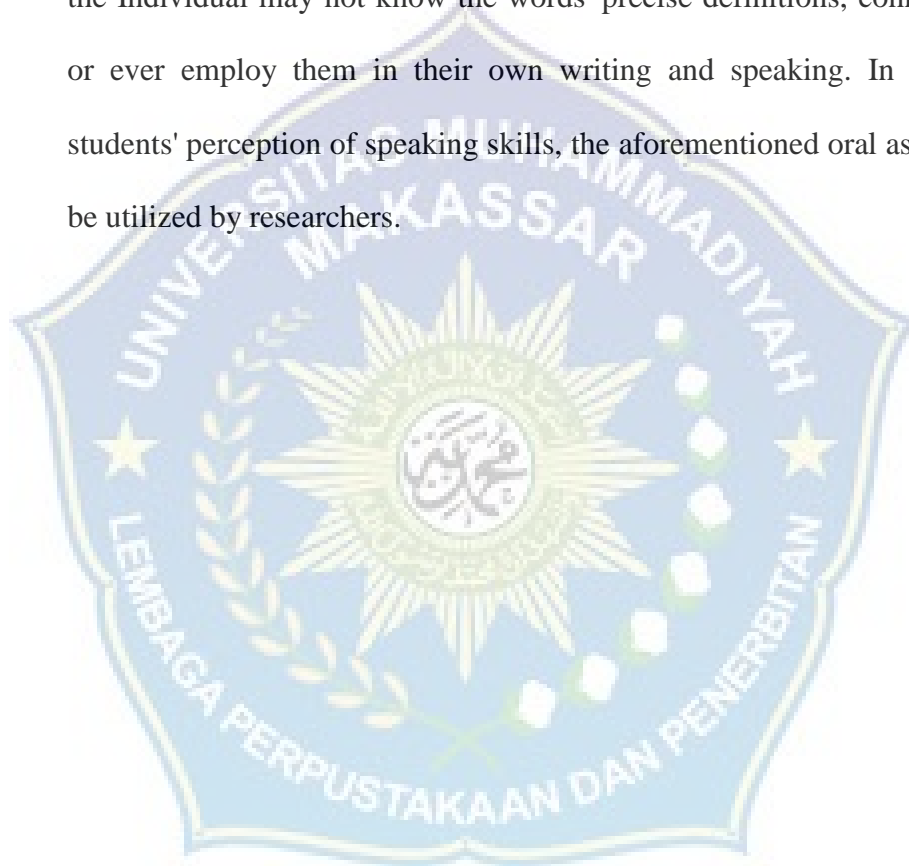 the Individual may not know the words' precise definitions,
or ever employ them in their own writing and speaking. In
students' perception of speaking skills, the aforementioned oral
be utilized by researchers.
UNIVERSITAS MUHAMMADIYAH
MAKASSAR
محمدية
LEMBAGA PERPUSTAKAAN DAN PENERBITAN